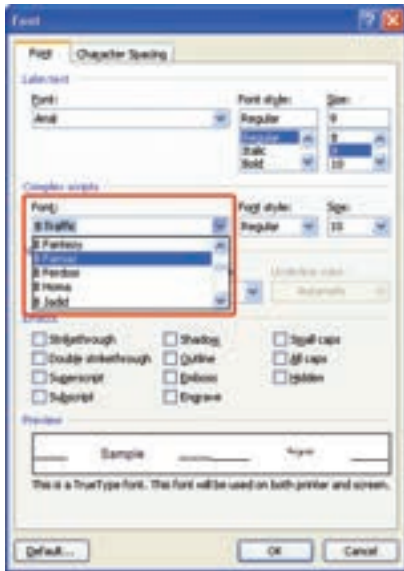 Font
Font
Character Spacing
Latin text
Font:
Font style:
Size:
Arial
Regular
9
Regular
8
Italic
9
Bold
10
Complex scripts
Font:
Font style:
Size:
B Traffic
Regular
10
B Fantezy
B Ferdosi
B Homa
B Jadid
Underline color:
Automatic
Effects
Strikethrough
Shadow
Small caps
Double strikethrough
Outline
All caps
Superscript
Emboss
Hidden
Subscript
Engrave
Preview
Sample
This is a TrueType font. This font will be used on both printer and screen.
Default...
OK
Cancel